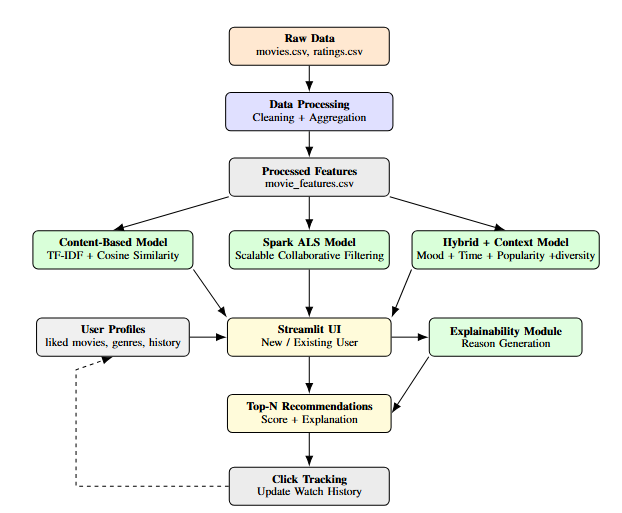 Raw Data
movies.csv, ratings.csv
Data Processing
Cleaning + Aggregation
Processed Features
movie_features.csv
Content-Based Model
TF-IDF + Cosine Similarity
Spark ALS Model
Scalable Collaborative Filtering
Hybrid + Context Model
Mood + Time + Popularity +diversity
User Profiles
liked movies, genres, history
Streamlit UI
New / Existing User
Explainability Module
Reason Generation
Top-N Recommendations
Score + Explanation
Click Tracking
Update Watch History